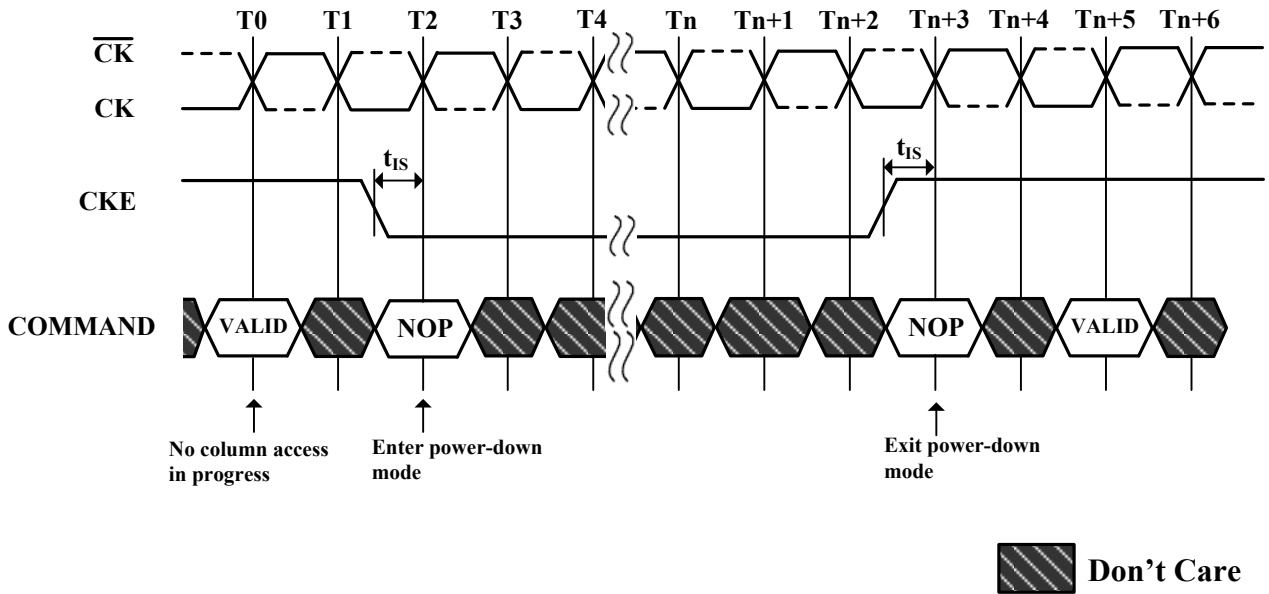 T0 T1 T2 T3 T4 Tn Tn+1 Tn+2 Tn+3 Tn+4 Tn+5 Tn+6
CK
CK
tIS tIS
CKE
COMMAND VALID NOP NOP VALID
No column access
in progress
Enter power-down
mode
Exit power-down
mode
Don't Care